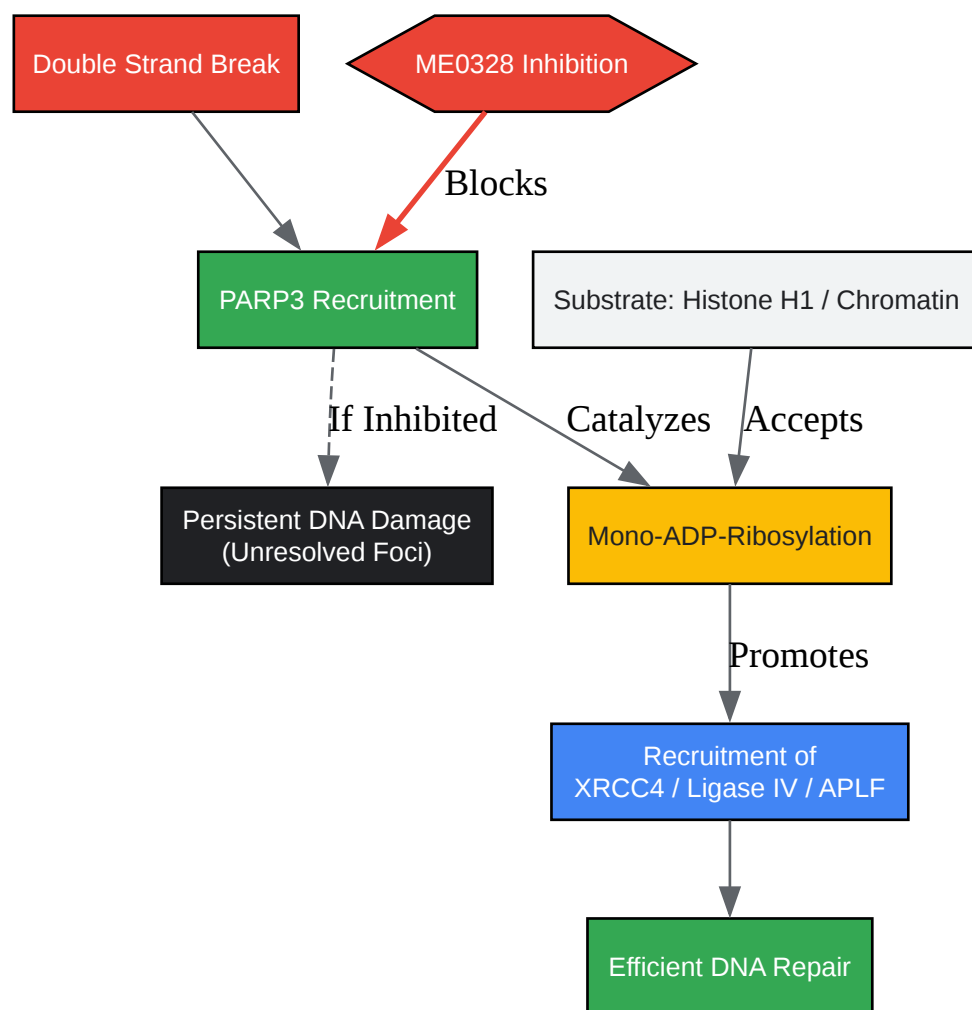 Double Strand Break
ME0328 Inhibition
Blocks
PARP3 Recruitment
Substrate: Histone H1 / Chromatin
If Inhibited
Catalyzes
Accepts
Persistent DNA Damage
(Unresolved Foci)
Mono-ADP-Ribosylation
Promotes
Recruitment of
XRCC4 / Ligase IV / APLF
Efficient DNA Repair